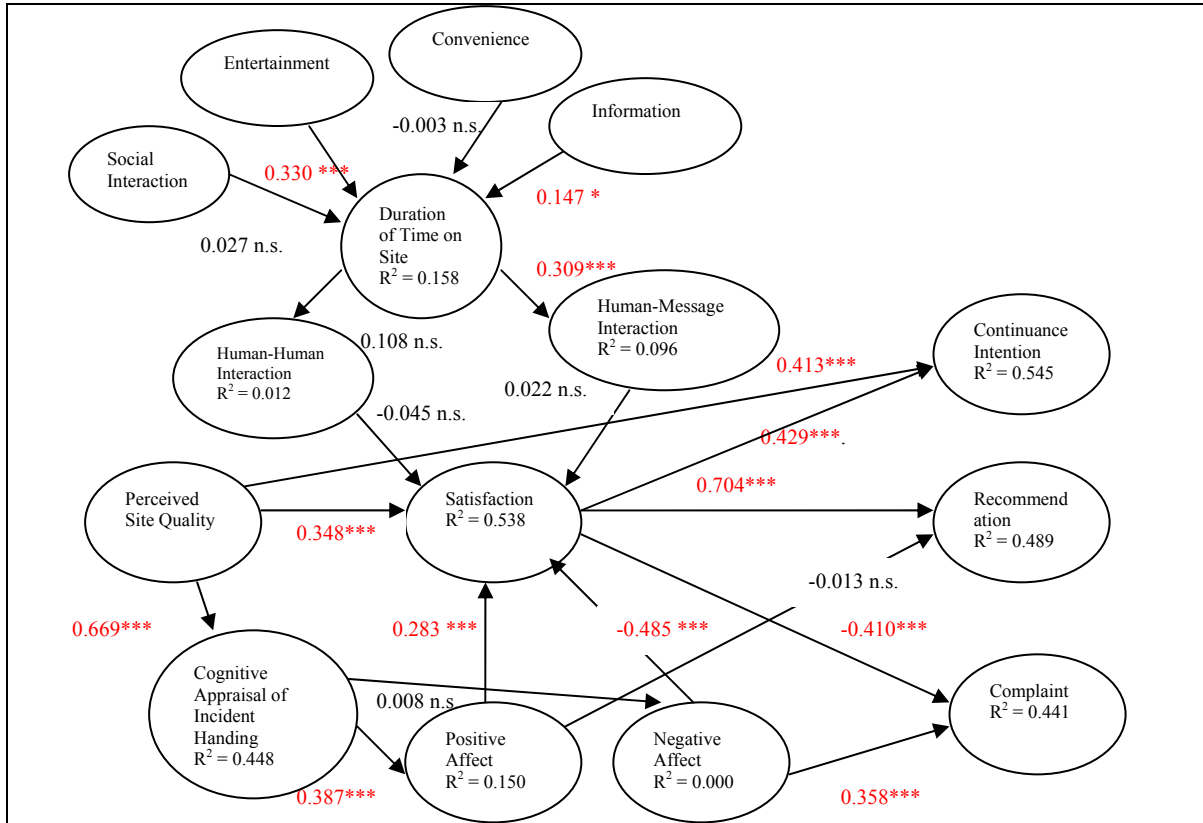 Convenience
Entertainment
Information
-0.003 n.s.
Social
Interaction
0.330 ***
0.147 *
Duration
of Time on
Site
R² = 0.158
0.027 n.s.
0.309***
Human-Message
Interaction
R² = 0.096
Continuance
Intention
R² = 0.545
Human-Human
Interaction
R² = 0.012
0.108 n.s.
0.413***
0.022 n.s.
-0.045 n.s.
0.429***.
Perceived
Site Quality
Satisfaction
R² = 0.538
0.704***
Recommend
ation
R² = 0.489
0.348***
-0.013 n.s.
0.669***
0.283 ***
-0.485 ***
-0.410***
Cognitive
Appraisal of
Incident
Handing
R² = 0.448
0.008 n.s
Positive
Affect
R² = 0.150
Negative
Affect
R² = 0.000
Complaint
R² = 0.441
0.387***
0.358***